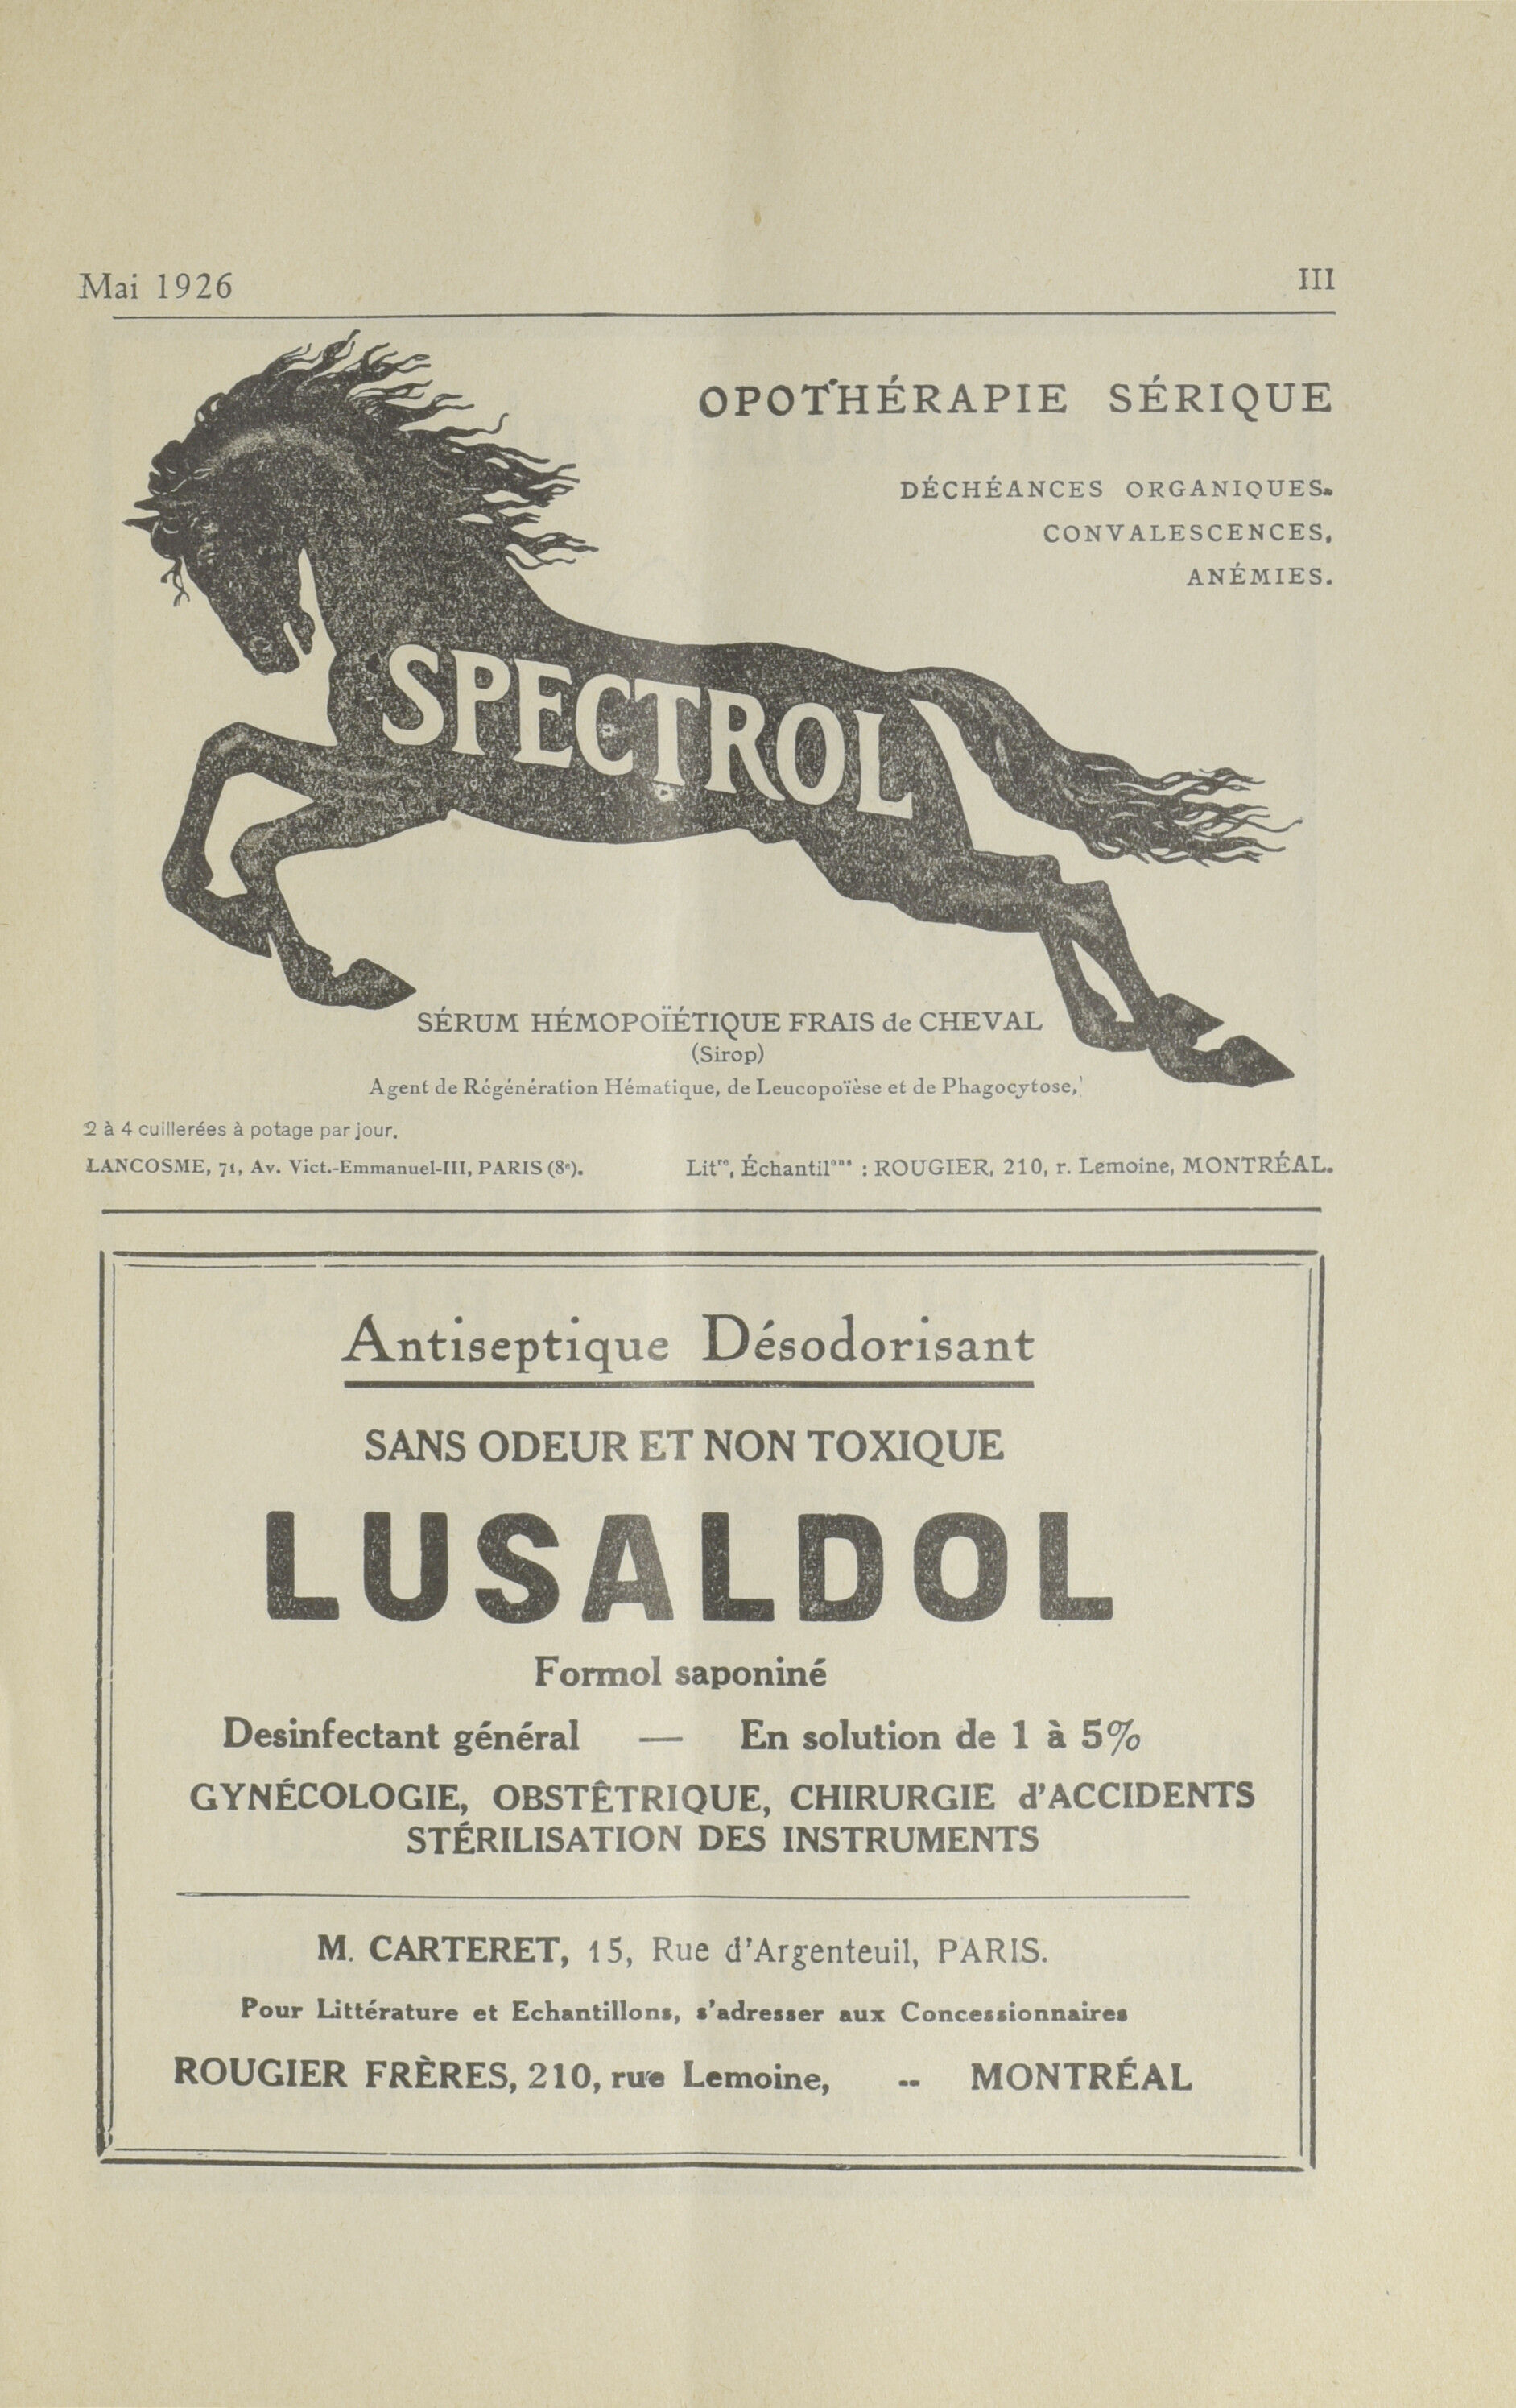 Mai 1926
III
OPOTHÉRAPIE SÉRIQUE
DÉCHÉANCES ORGANIQUES.
CONVALESCENCES,
ANÉMIES.
SPECTROL
SÉRUM HÉMOPOÏÉTIQUE FRAIS de CHEVAL
(Sirop)
Agent de Régénération Hématique, de Leucopoïèse et de Phagocytose,
2 à 4 cuillerées à potage par jour.
LANCOSME, 71, Av. Vict.-Emmanuel-III, PARIS (8e). Litre, Échantilons : ROUGIER, 210, r. Lemoine, MONTRÉAL.
Antiseptique Désodorisant
SANS ODEUR ET NON TOXIQUE
LUSALDOL
Formol saponiné
Desinfectant général — En solution de 1 à 5%
GYNÉCOLOGIE, OBSTÊTRIQUE, CHIRURGIE d'ACCIDENTS
STÉRILISATION DES INSTRUMENTS
M. CARTERET, 15, Rue d'Argenteuil, PARIS.
Pour Littérature et Echantillons, s'adresser aux Concessionnaires
ROUGIER FRÈRES, 210, rue Lemoine, -- MONTRÉAL